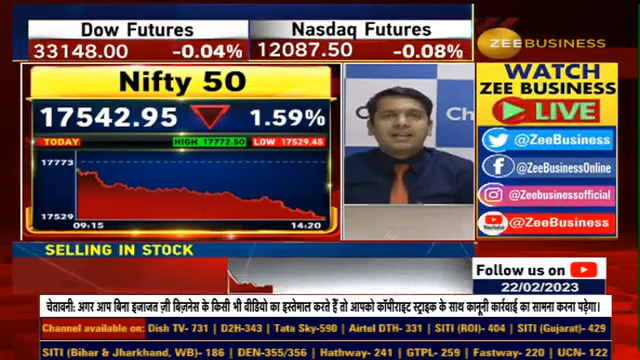 Dow Futures
33148.00 -0.04%
Nasdaq Futures
12087.50 -0.08%
ZEE BUSINESS
Nifty 50
17542.95 1.59%
TODAY HIGH 17772.50 LOW 17529.45
17773
17529
09:15 14:20
Ch
WATCH
ZEE BUSINESS
LIVE
@ZeeBusiness
@ZeeBusinessOnline
@Zeebusinessofficial
YouTube @ZeeBusiness
SELLING IN STOCK
Follow us on
22/02/2023
चेतावनी: अगर आप बिना इजाजत ज़ी बिज़नेस के किसी भी वीडियो का इस्तेमाल करते हैं तो आपको कॉपीराइट स्ट्राइक के साथ कानूनी कार्रवाई का सामना करना पड़ेगा।
Channel available on: Dish TV- 731 | D2H-343 | Tata Sky-590 | Airtel DTH- 331 | SITI (ROI) - 404 | SITI (Gujarat) - 429
SITI (Bihar & Jharkhand, WB) - 186 | DEN-355/356 | Hathway- 241 | GTPL- 259 | Fastway- 220 | UCN- 122